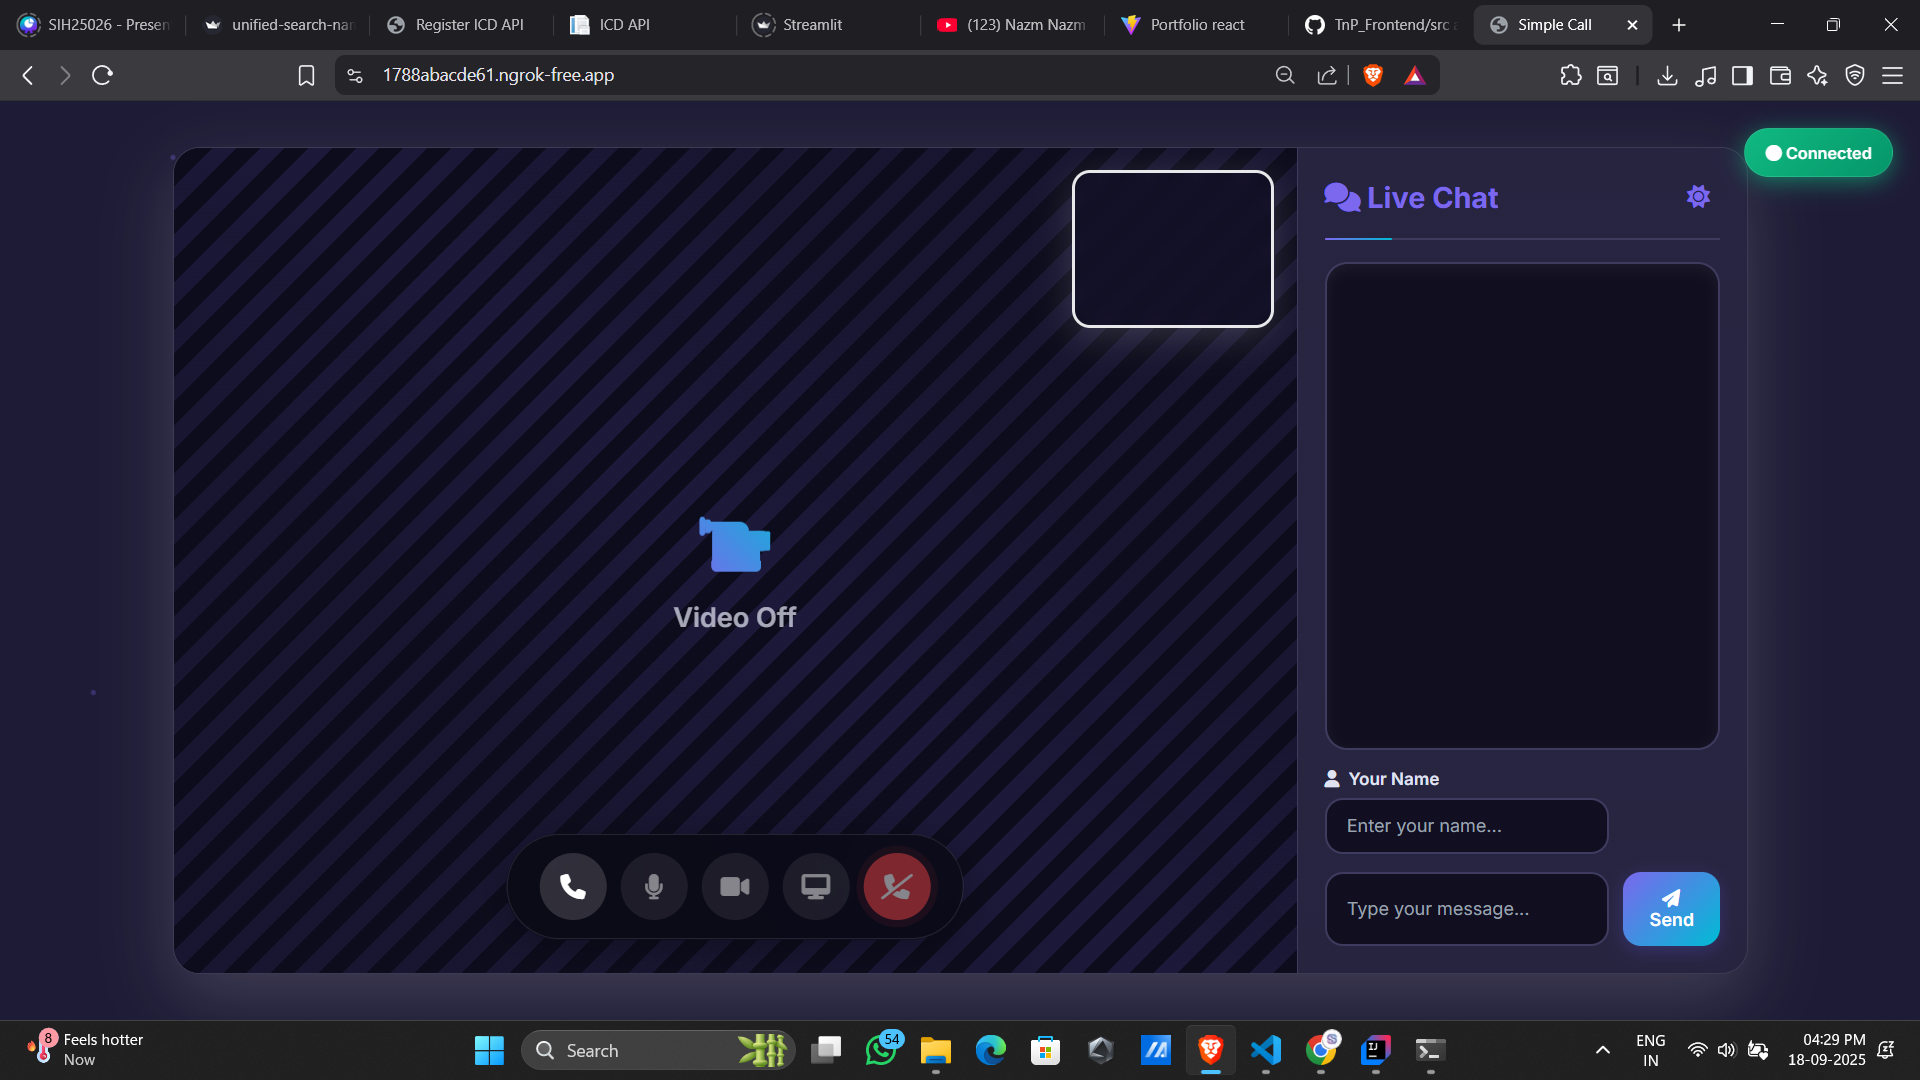 SIH25026 - Presen
unified-search-nam
Register ICD API
ICD API
Streamlit
(123) Nazm Nazm
Portfolio react
TnP_Frontend/src a
Simple Call
1788abacde61.ngrok-free.app
Connected
Live Chat
Video Off
Your Name
Enter your name...
Type your message...
Send
8
Feels hotter
Now
Search
54
IJ
S
ENG
IN
04:29 PM
18-09-2025